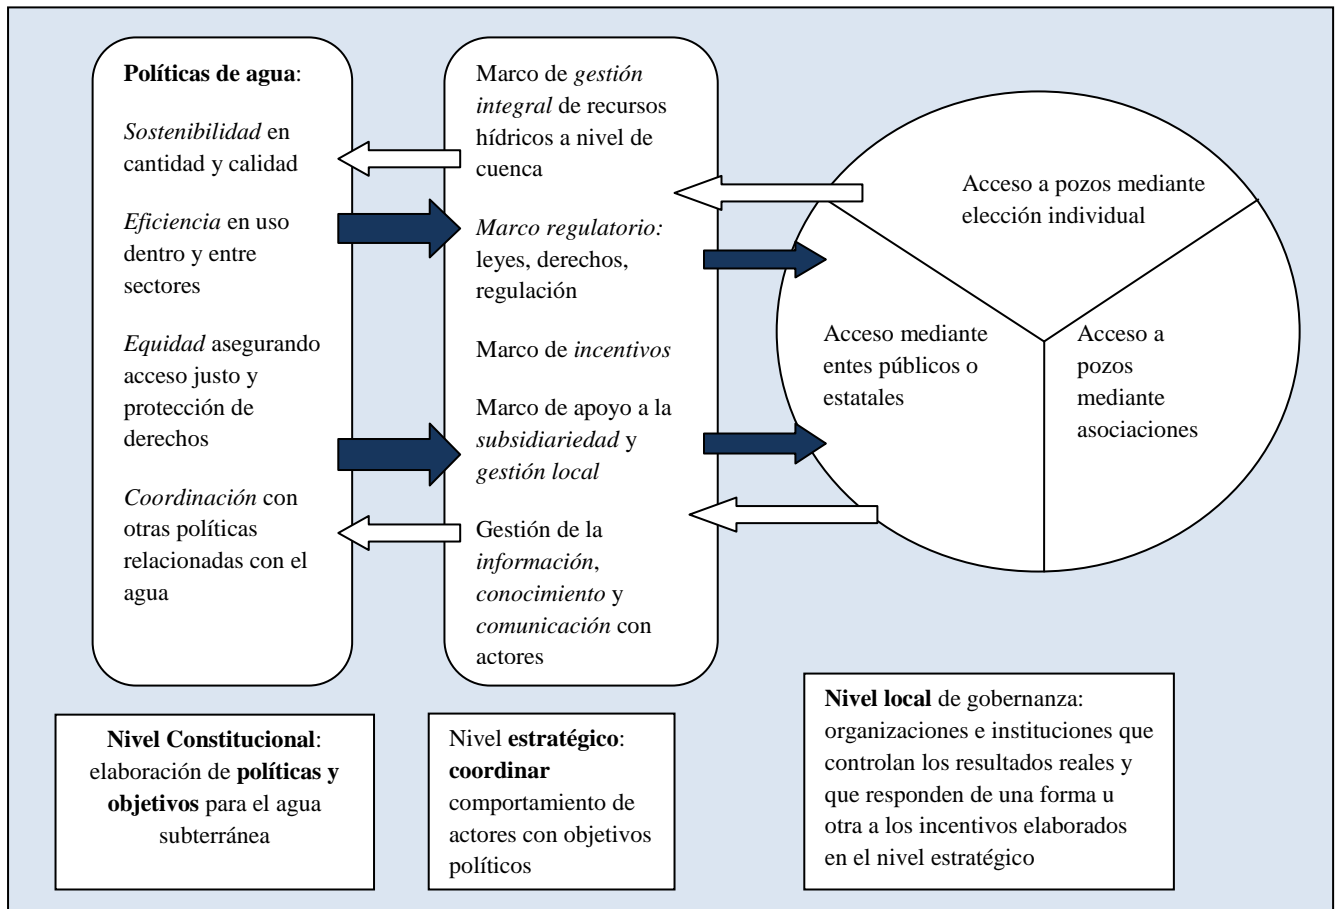 Políticas de agua:
Sostenibilidad en
cantidad y calidad
Eficiencia en uso
dentro y entre
sectores
Equidad asegurando
acceso justo y
protección de
derechos
Coordinación con
otras políticas
relacionadas con el
agua
Marco de gestión
integral de recursos
hídricos a nivel de
cuenca
Marco regulatorio:
leyes, derechos,
regulación
Marco de incentivos
Marco de apoyo a la
subsidiariedad y
gestión local
Gestión de la
información,
conocimiento y
comunicación con
actores
Acceso a pozos mediante
elección individual
Acceso mediante
entes públicos o
estatales
Acceso a
pozos
mediante
asociaciones
Nivel Constitucional:
elaboración de políticas y
objetivos para el agua
subterránea
Nivel estratégico:
coordinar
comportamiento de
actores con objetivos
políticos
Nivel local de gobernanza:
organizaciones e instituciones que
controlan los resultados reales y
que responden de una forma u
otra a los incentivos elaborados
en el nivel estratégico